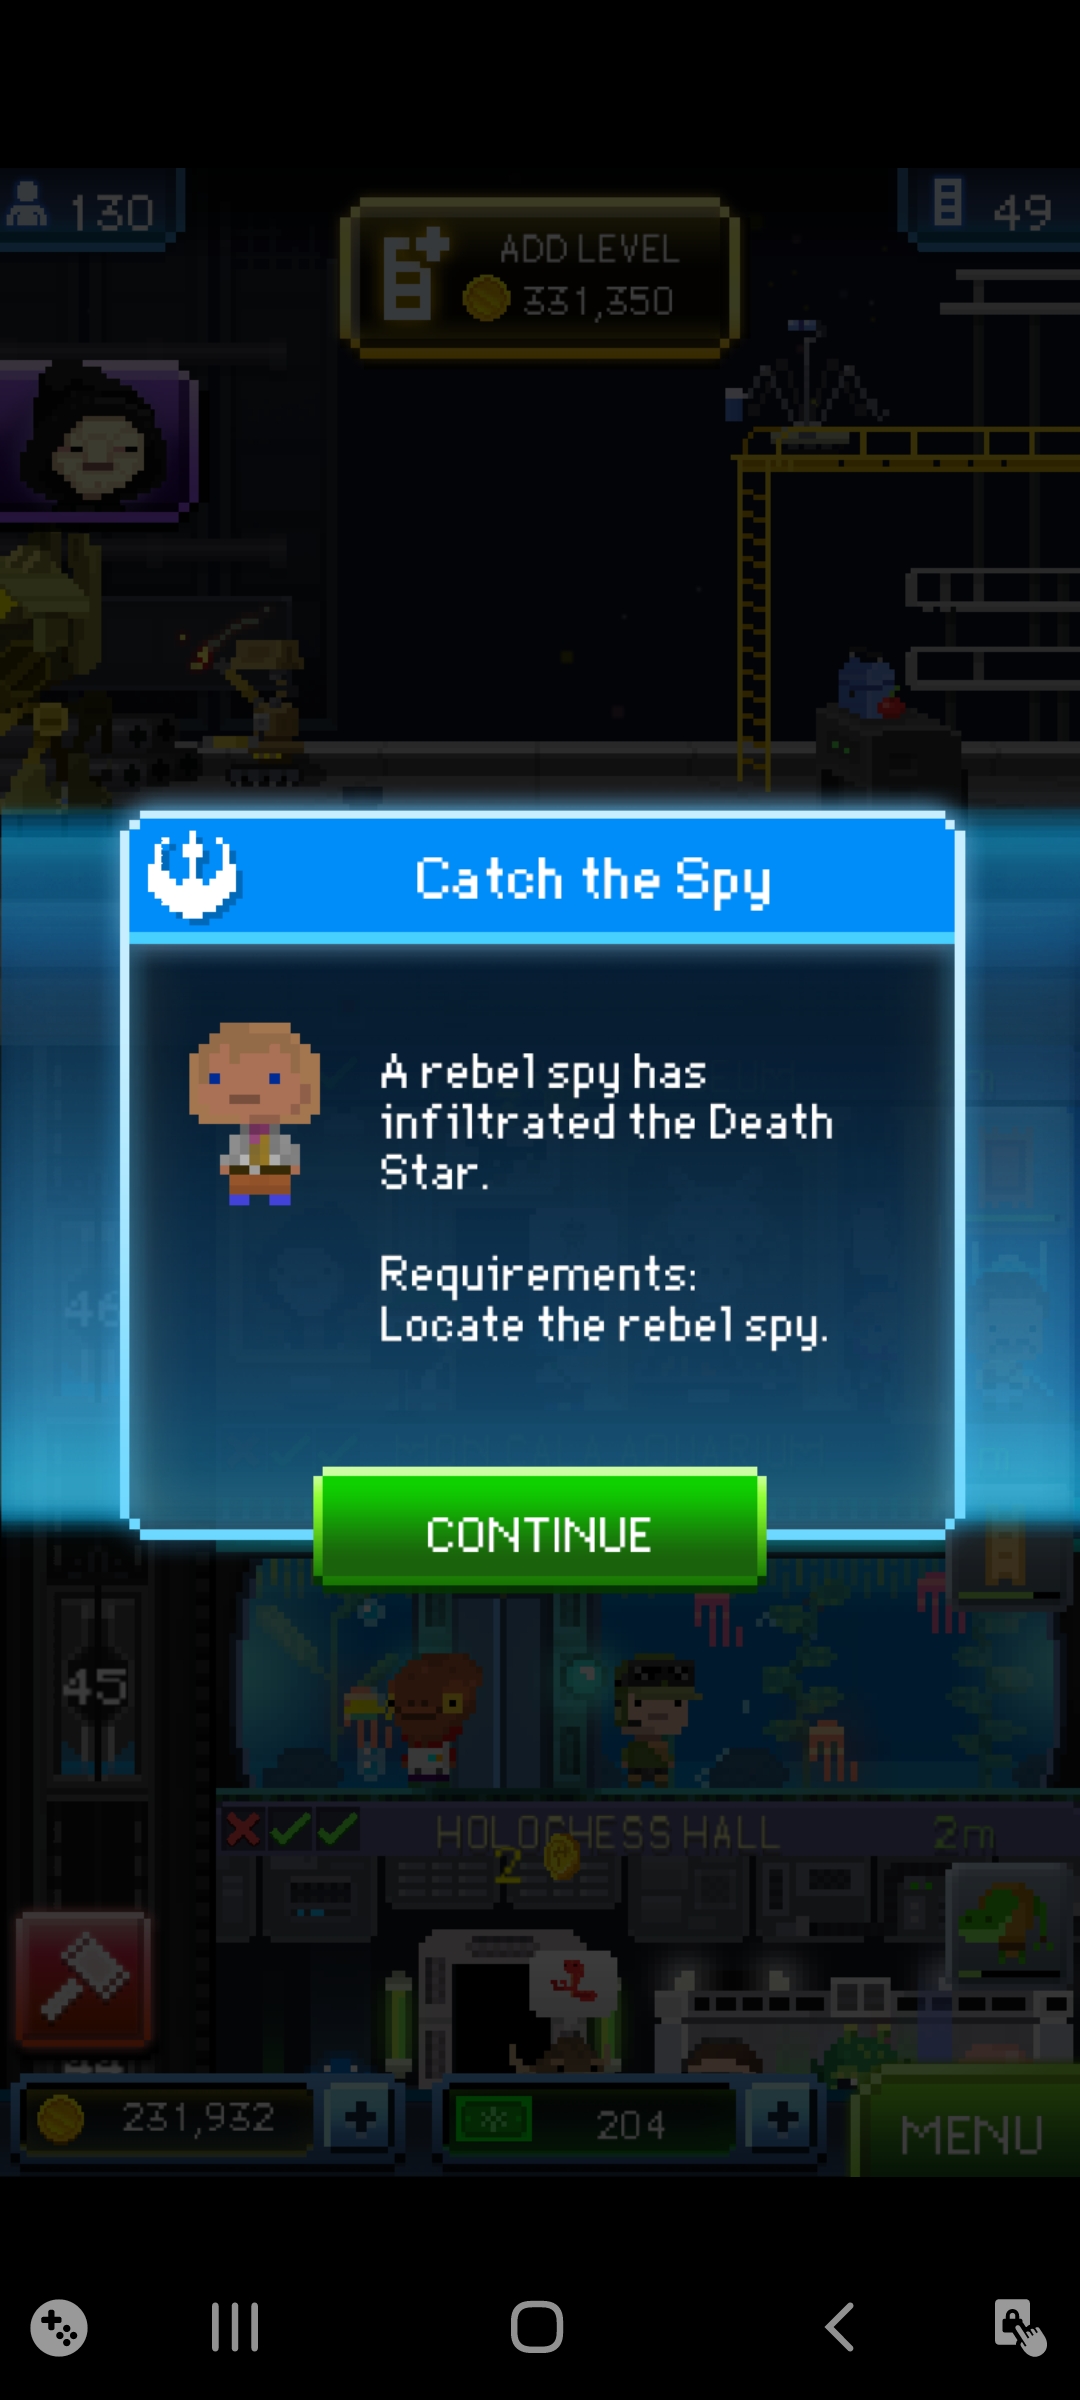 130
ADD LEVEL
49
331,350
Catch the Spy
A rebel spy has
infiltrated the Death
Star.
Requirements:
Locate the rebel spy.
46
CONTINUE
45
HOLOCHESS HALL
2m
2
231,932
204
MENU